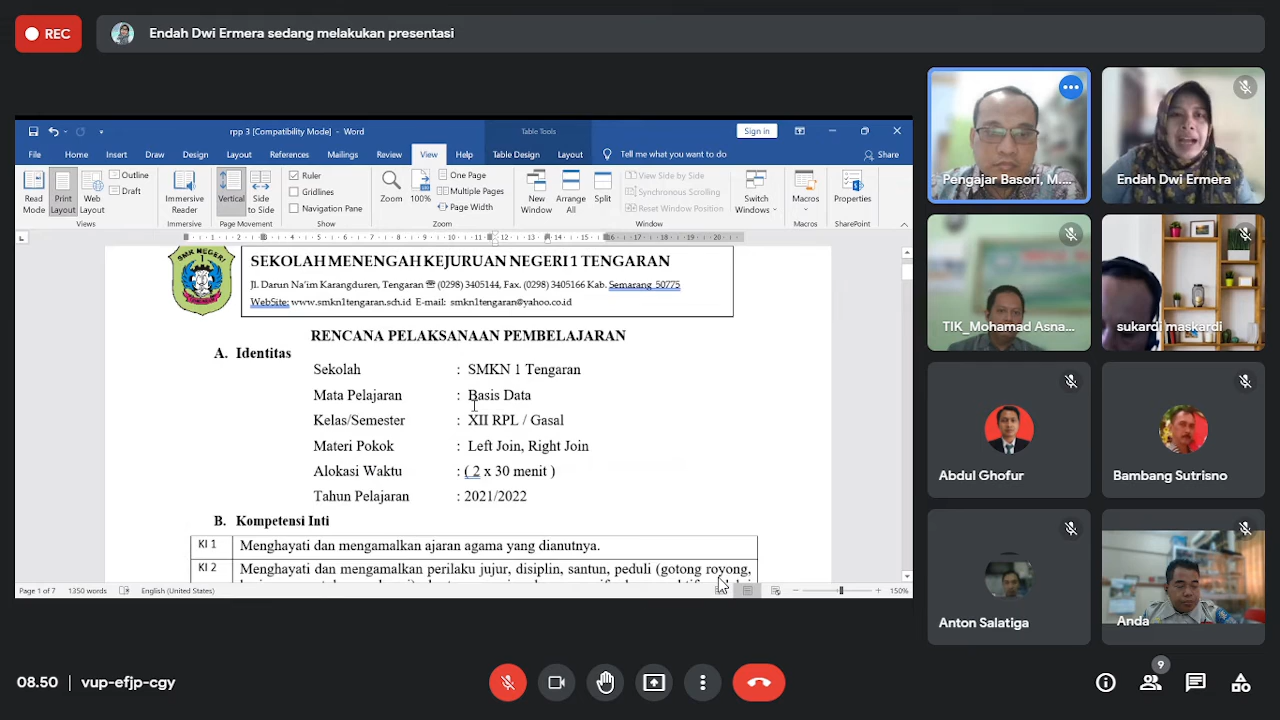 REC
Endah Dwi Ermera sedang melakukan presentasi
rpp 3 [Compatibility Mode] - Word
Table Tools
Sign in
File Home Insert Draw Design Layout References Mailings Review View Help Table Design Layout Tell me what you want to do Share
Read Mode
Print Layout
Web Layout
Outline
Draft
Views
Immersive Reader
Immersive
Vertical
Side to Side
Page Movement
Ruler
Gridlines
Navigation Pane
Show
Zoom
100%
One Page
Multiple Pages
Page Width
Zoom
New Window
Arrange All
Split
View Side by Side
Synchronous Scrolling
Reset Window Position
Window
Switch Windows
Macros
Macros
Properties
SharePoint
SMK NEGERI 1
SEKOLAH MENENGAH KEJURUAN NEGERI 1 TENGARAN
Jl. Darun Na'im Karangduren, Tengaran ☏ (0298) 3405144, Fax. (0298) 3405166 Kab. Semarang 50775
WebSite: www.smkn1tengaran.sch.id E-mail: smkn1tengaran@yahoo.co.id
RENCANA PELAKSANAAN PEMBELAJARAN
A. Identitas
Sekolah : SMKN 1 Tengaran
Mata Pelajaran : Basis Data
Kelas/Semester : XII RPL / Gasal
Materi Pokok : Left Join, Right Join
Alokasi Waktu : ( 2 x 30 menit )
Tahun Pelajaran : 2021/2022
B. Kompetensi Inti
KI 1 Menghayati dan mengamalkan ajaran agama yang dianutnya.
KI 2 Menghayati dan mengamalkan perilaku jujur, disiplin, santun, peduli (gotong royong,
Page 1 of 7 1350 words English (United States) 150%
Pengajar Basori, M....
Endah Dwi Ermera
TIK_Mohamad Asna...
sukardi maskardi
Abdul Ghofur
Bambang Sutrisno
Anton Salatiga
Anda
08.50 | vup-efjp-cgy
9